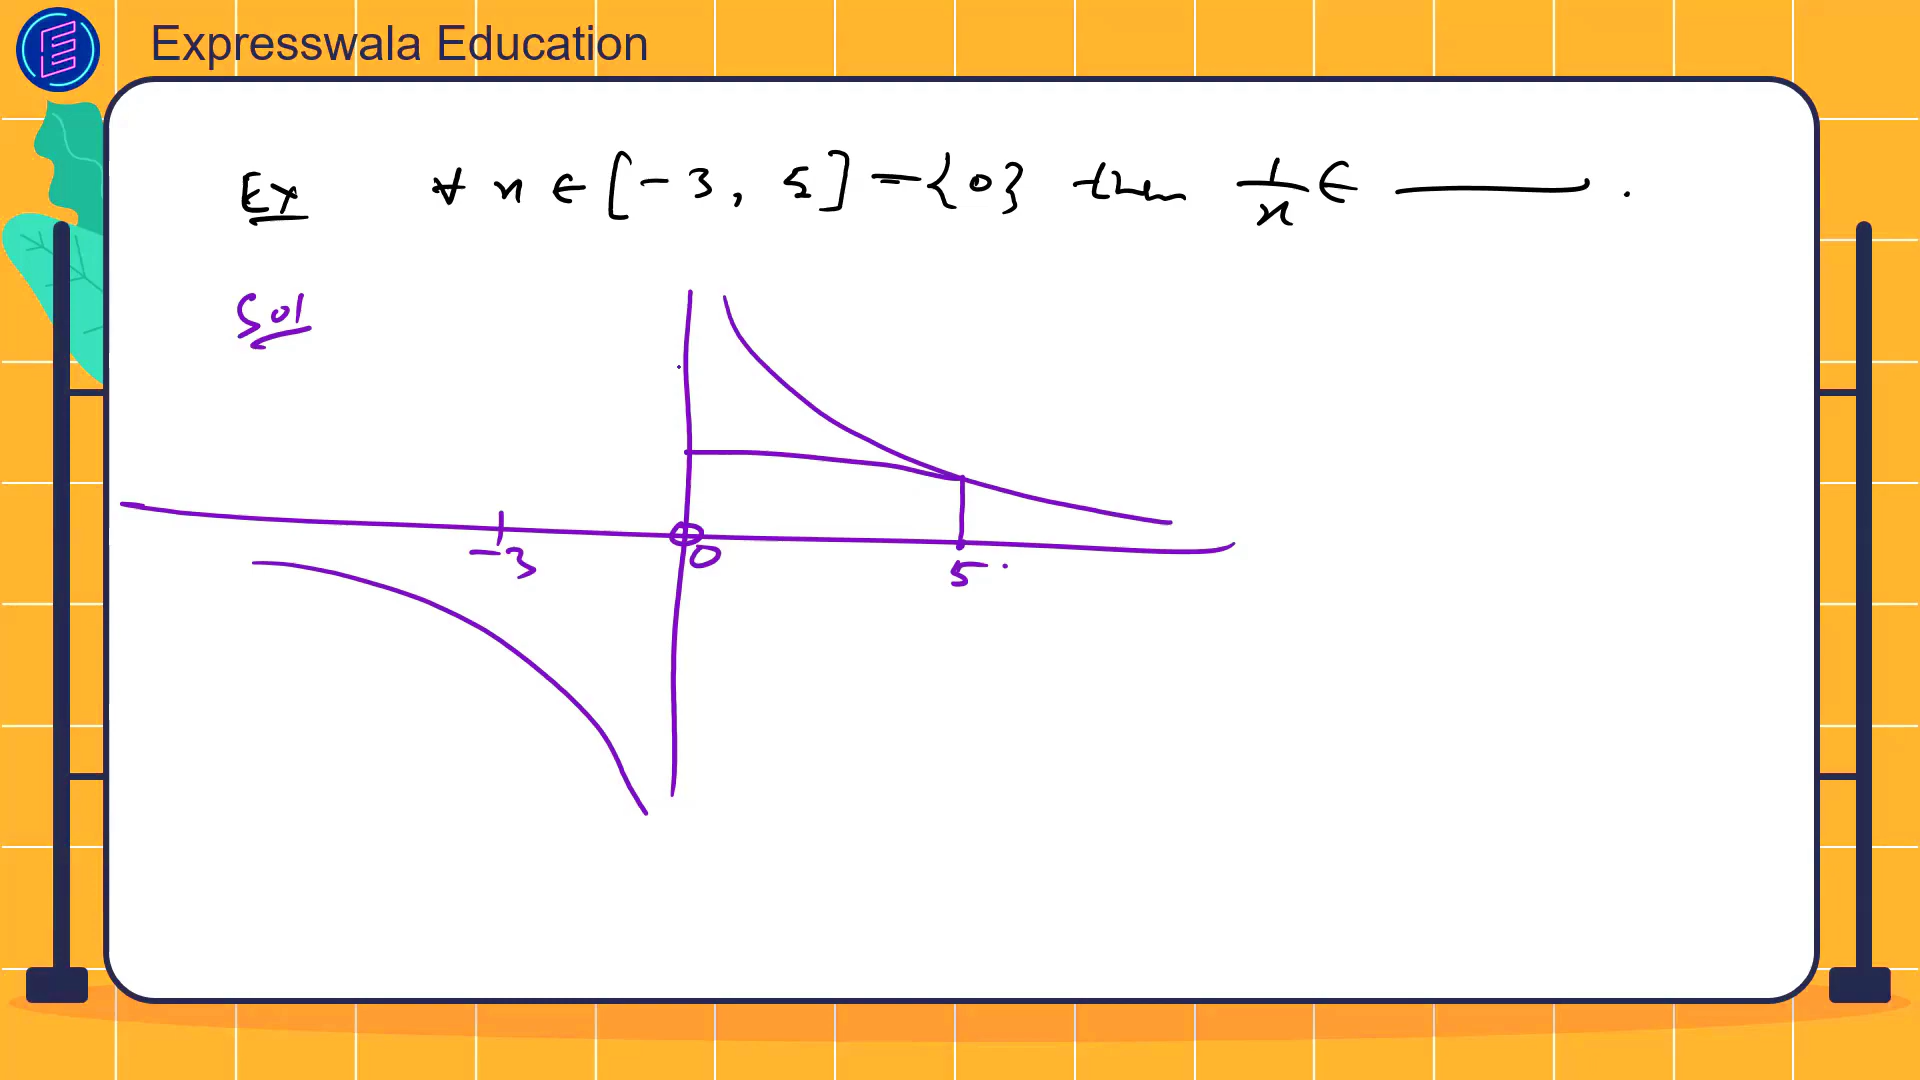 Expresswala Education
Ex ∀ x ∈ [-3, 5] - {0} then 1/x ∈ ______ .
Sol
-3 0 5